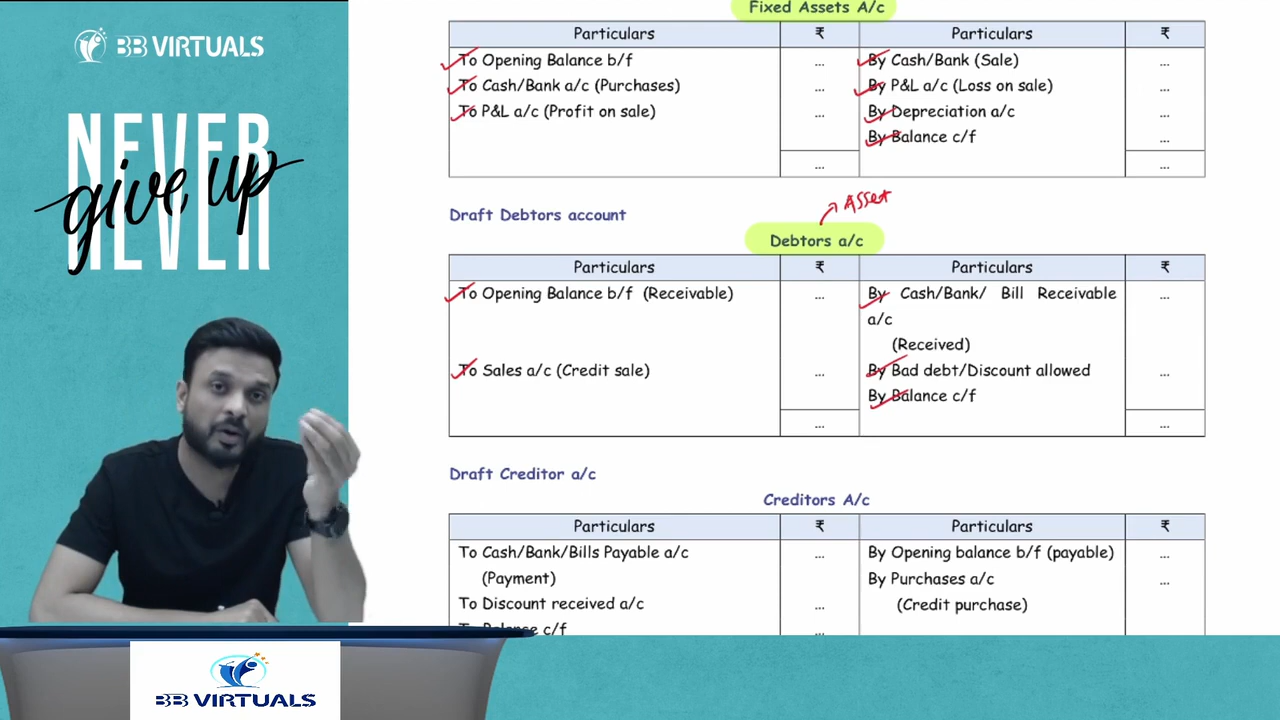 BB VIRTUALS
NEVER
give up
NEVER
Fixed Assets A/c
Particulars ₹ Particulars ₹
To Opening Balance b/f ... By Cash/Bank (Sale) ...
To Cash/Bank a/c (Purchases) ... By P&L a/c (Loss on sale) ...
To P&L a/c (Profit on sale) ... By Depreciation a/c ...
By Balance c/f ...
... ...
Draft Debtors account
Asset
Debtors a/c
Particulars ₹ Particulars ₹
To Opening Balance b/f (Receivable) ... By Cash/Bank/ Bill Receivable ...
a/c
(Received)
To Sales a/c (Credit sale) ... By Bad debt/Discount allowed ...
By Balance c/f ...
... ...
Draft Creditor a/c
Creditors A/c
Particulars ₹ Particulars ₹
To Cash/Bank/Bills Payable a/c ... By Opening balance b/f (payable) ...
(Payment) By Purchases a/c ...
To Discount received a/c ... (Credit purchase)
To Balance c/f ...
BB VIRTUALS